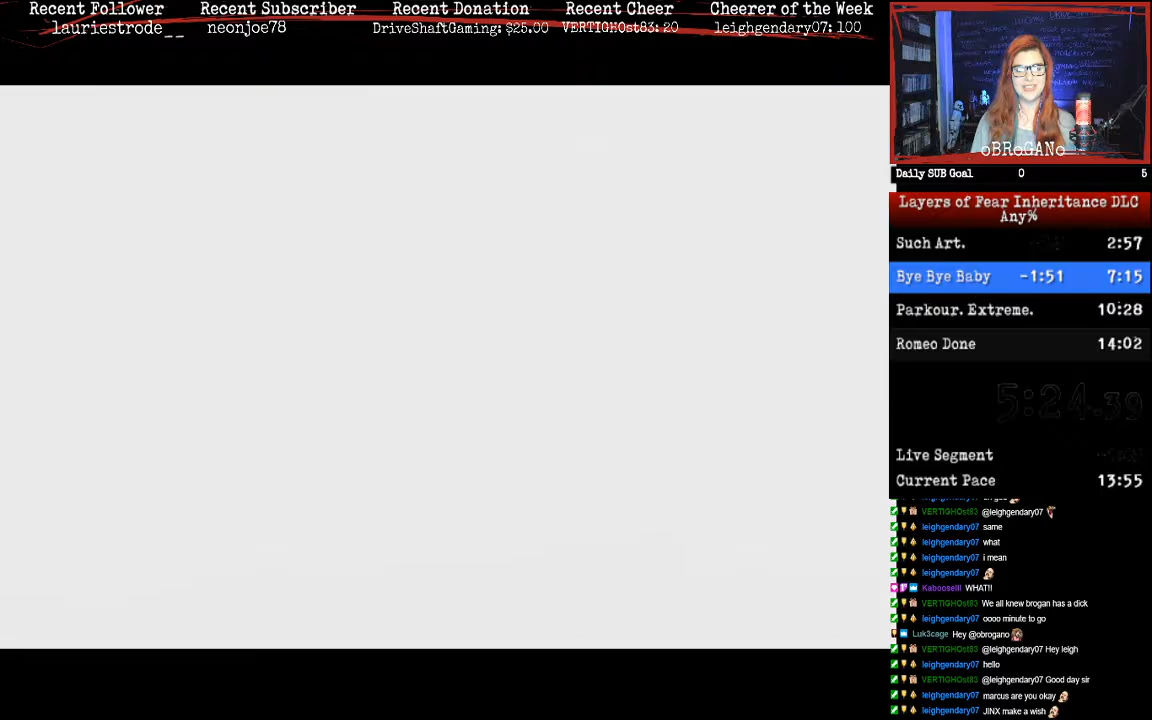 Recent Follower
lauriestrode__
Recent Subscriber
neonjoe78
Recent Donation
DriveShaftGaming: $25.00
Recent Cheer
VERTIGHOst83: 20
Cheerer of the Week
leighgendary07: 100
oBRoGANo
Daily SUB Goal 0 5
Layers of Fear Inheritance DLC
Any%
Such Art. 2:57
Bye Bye Baby -1:51 7:15
Parkour. Extreme. 10:28
Romeo Done 14:02
5:24.39
Live Segment
Current Pace 13:55
VERTIGHOst83 @leighgendary07
leighgendary07 same
leighgendary07 what
leighgendary07 i mean
leighgendary07
Kabooselll WHAT!!
VERTIGHOst83 We all knew brogan has a dick
leighgendary07 oooo minute to go
Luk3cage Hey @obrogano
VERTIGHOst83 @leighgendary07 Hey leigh
leighgendary07 hello
VERTIGHOst83 @leighgendary07 Good day sir
leighgendary07 marcus are you okay
leighgendary07 JINX make a wish